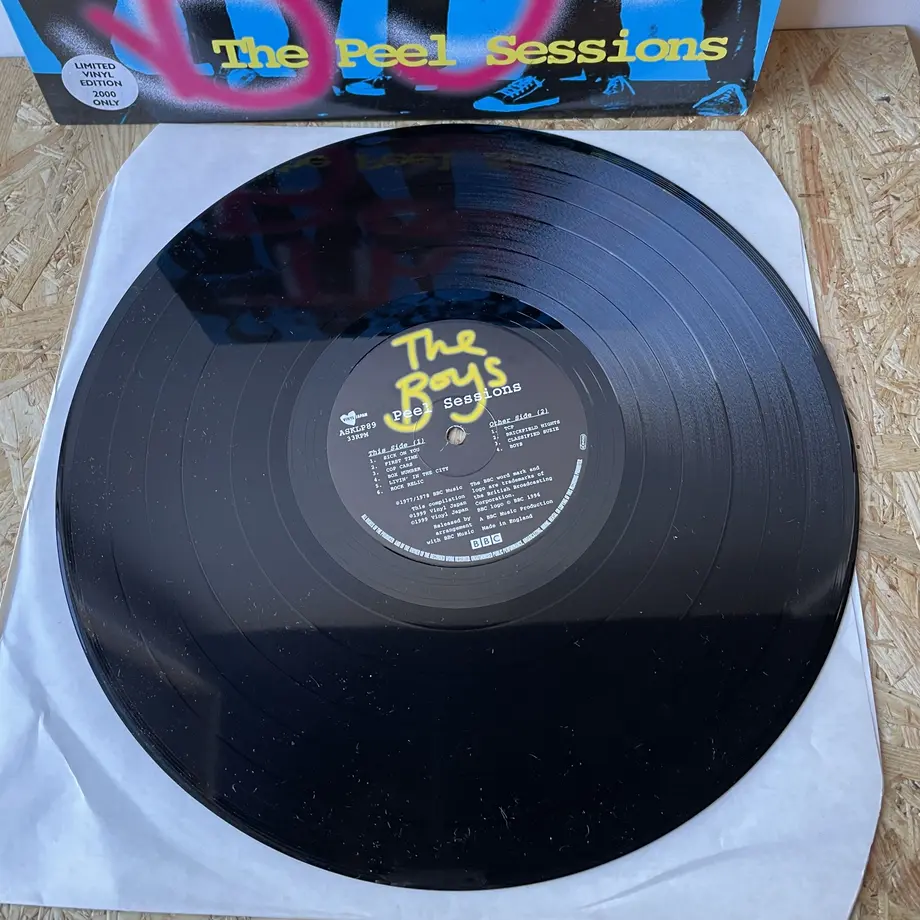 The Peel Sessions
LIMITED
VINYL
EDITION
2000
ONLY
The
Boys
Peel Sessions
JAPAN
ASKLP89
33RPM
This Side (1)
1. SICK ON YOU
2. FIRST TIME
3. COP CARS
4. BOX NUMBER
5. LIVIN' IN THE CITY
6. ROCK RELIC
Other Side (2)
1. TCP
2. BRICKFIELD NIGHTS
3. CLASSIFIED SUZIE
4. BOYS
℗1977/1978 BBC Music
This compilation
℗1999 Vinyl Japan
©1999 Vinyl Japan
Released by
arrangement
with BBC Music
The BBC word mark and
logo are trademarks of
the British Broadcasting
Corporation.
BBC logo © BBC 1996
A BBC Music Production
Made in England
BBC